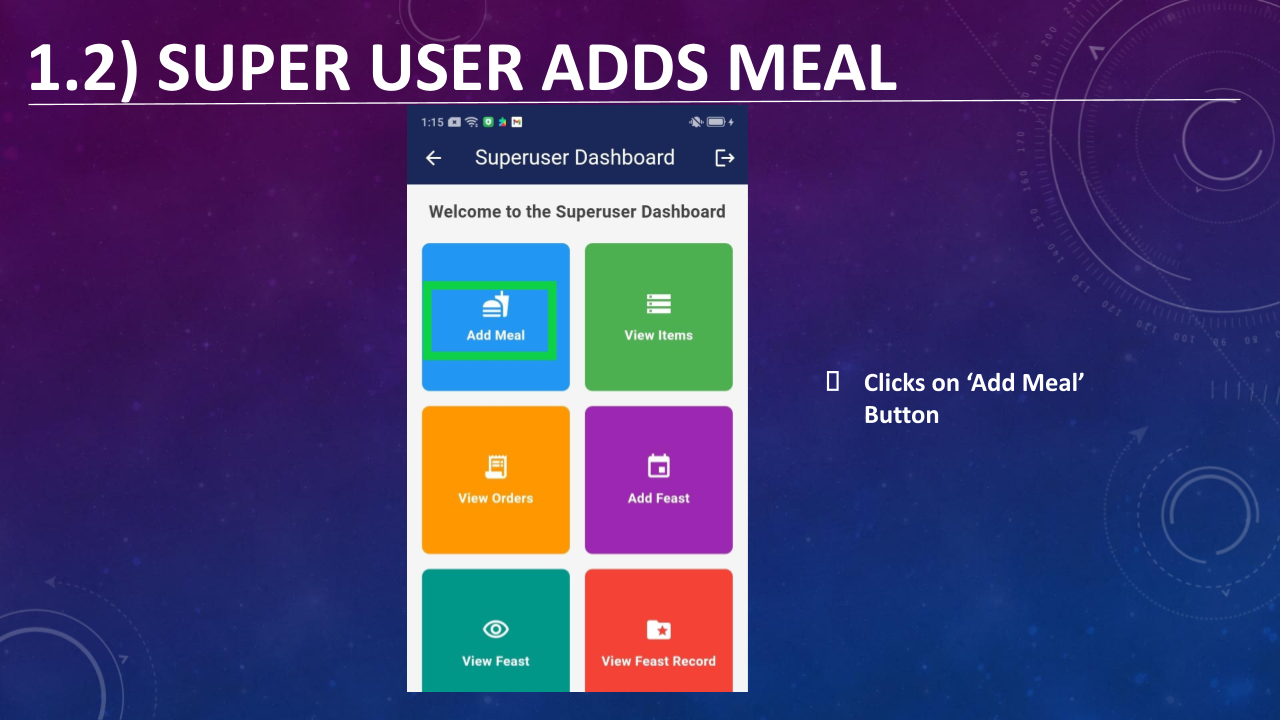 1.2) SUPER USER ADDS MEAL
1:15
Superuser Dashboard
Welcome to the Superuser Dashboard
Add Meal
View Items
View Orders
Add Feast
View Feast
View Feast Record
Clicks on ‘Add Meal’
Button